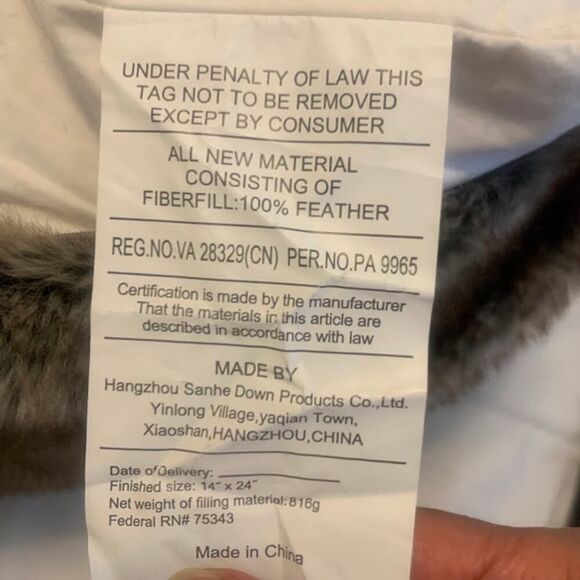 UNDER PENALTY OF LAW THIS
TAG NOT TO BE REMOVED
EXCEPT BY CONSUMER
ALL NEW MATERIAL
CONSISTING OF
FIBERFILL:100% FEATHER
REG.NO.VA 28329(CN) PER.NO.PA 9965
Certification is made by the manufacturer
That the materials in this article are
described in accordance with law
MADE BY
Hangzhou Sanhe Down Products Co.,Ltd.
Yinlong Village,yaqian Town,
Xiaoshan,HANGZHOU,CHINA
Date ofDelivery:
Finished size: 14″ x 24″
Net weight of filling material:816g
Federal RN# 75343
Made in China